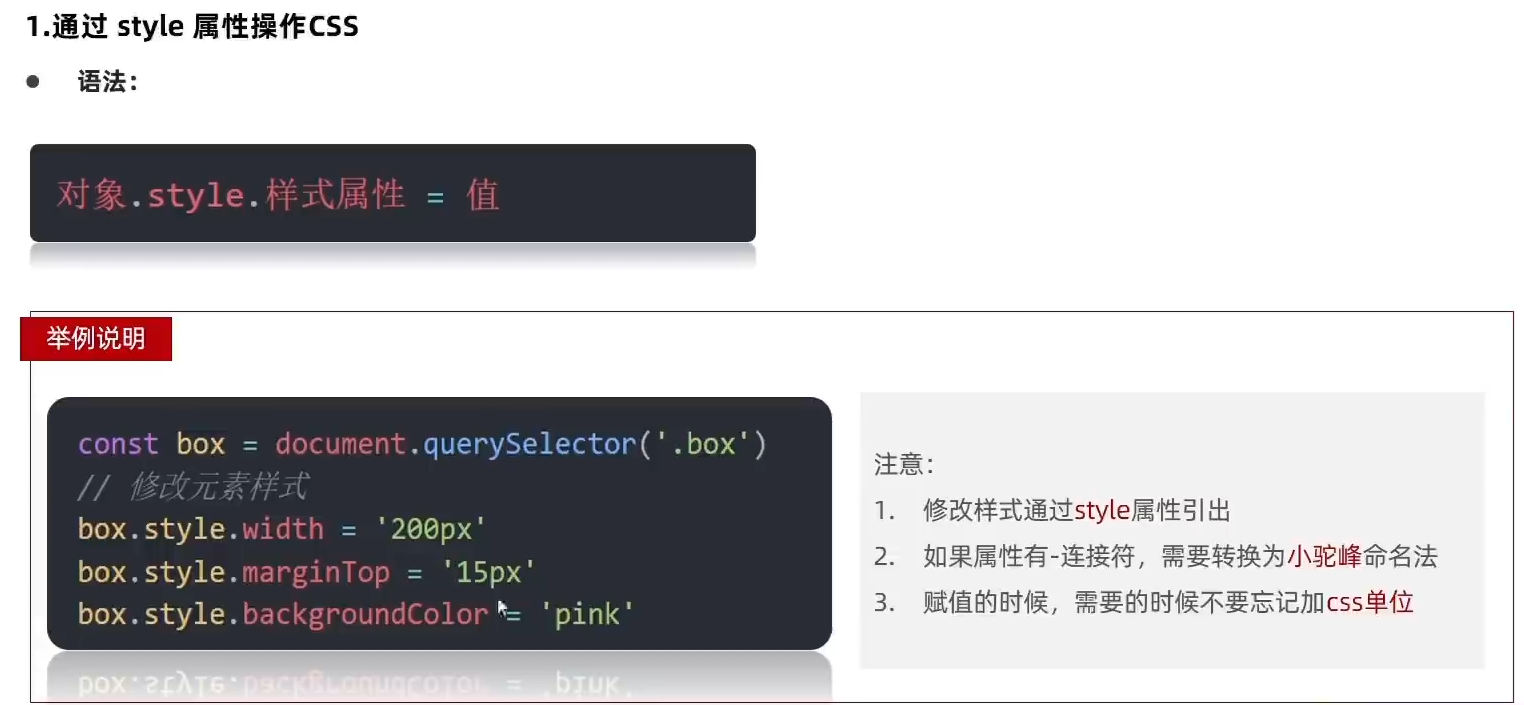 1.通过 style 属性操作CSS
● 语法：
对象.style.样式属性 = 值
举例说明
const box = document.querySelector('.box')
// 修改元素样式
box.style.width = '200px'
box.style.marginTop = '15px'
box.style.backgroundColor = 'pink'
注意：
1. 修改样式通过style属性引出
2. 如果属性有-连接符，需要转换为小驼峰命名法
3. 赋值的时候，需要的时候不要忘记加css单位